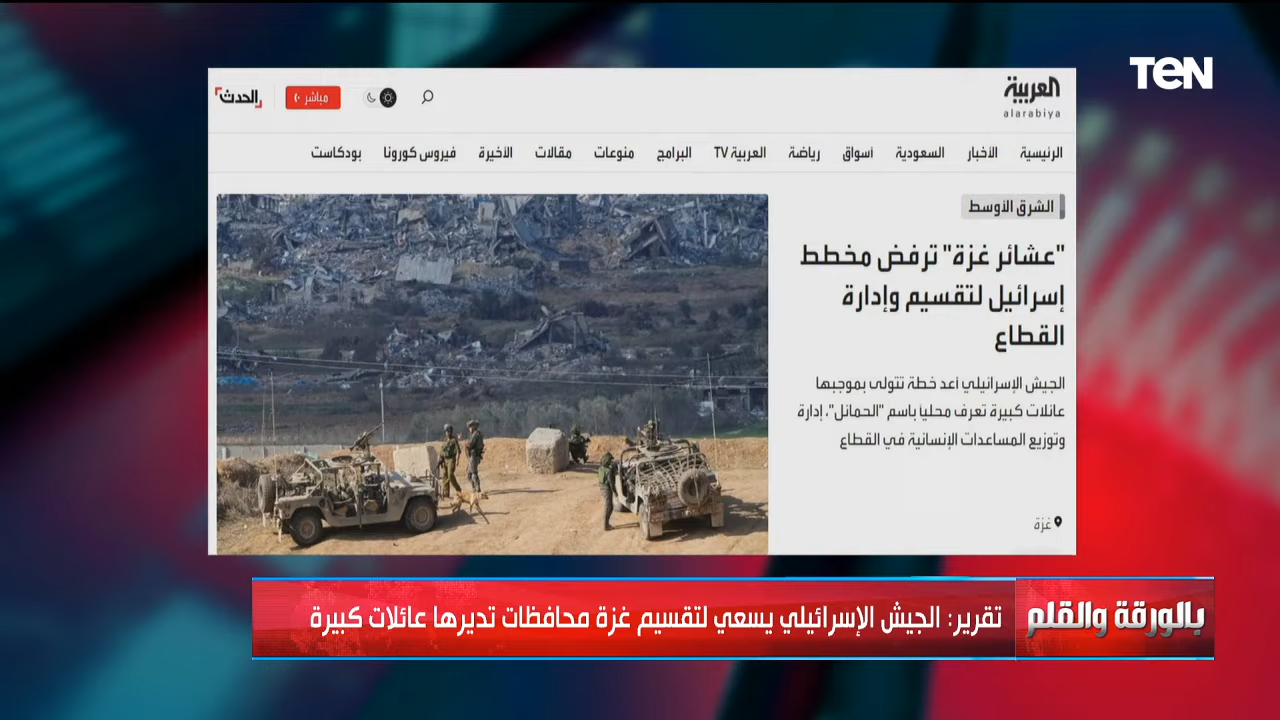 TEN
العربية
alarabiya
مباشر
الحدث
الرئيسية الأخبار السعودية أسواق رياضة العربية TV البرامج منوعات مقالات الأخيرة فيروس كورونا بودكاست
الشرق الأوسط
"عشائر غزة" ترفض مخطط
إسرائيل لتقسيم وإدارة
القطاع
الجيش الإسرائيلي أعد خطة تتولى بموجبها
عائلات كبيرة تعرف محلياً باسم "الحمائل"، إدارة
وتوزيع المساعدات الإنسانية في القطاع
غزة
بالورقة والقلم
تقرير: الجيش الإسرائيلي يسعي لتقسيم غزة محافظات تديرها عائلات كبيرة